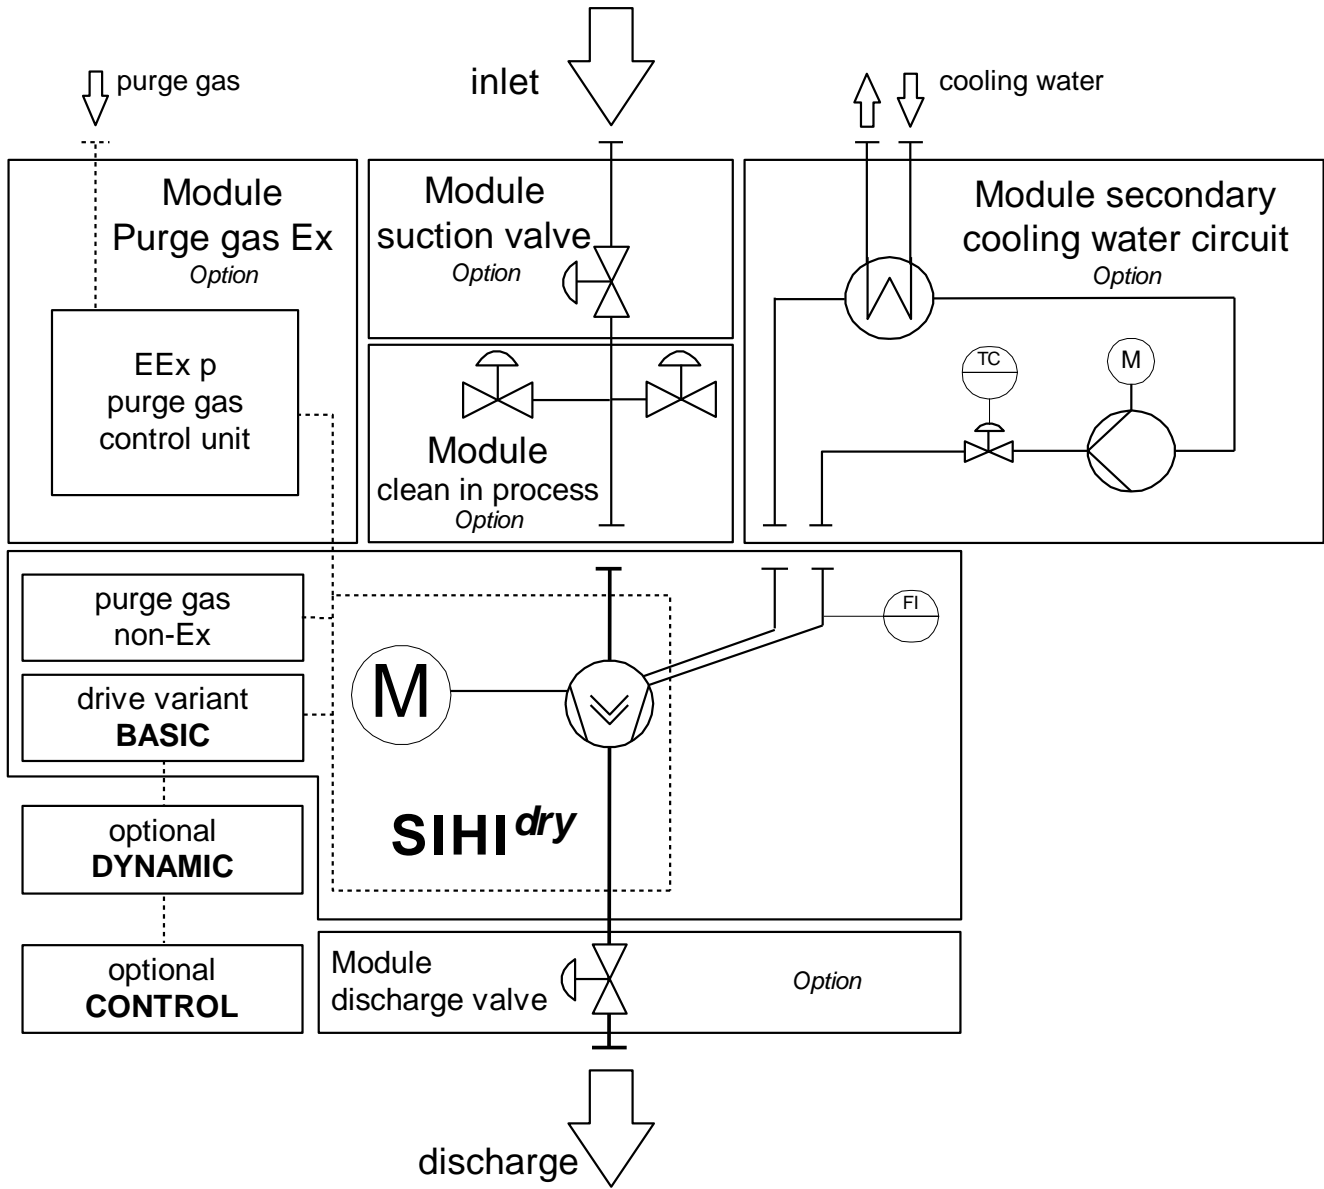 purge gas
inlet
cooling water
Module
Purge gas Ex
Option
EEx p
purge gas
control unit
Module
suction valve
Option
Module
clean in process
Option
Module secondary
cooling water circuit
Option
TC
M
purge gas
non-Ex
drive variant
BASIC
optional
DYNAMIC
optional
CONTROL
M
FI
SIHI dry
Module
discharge valve
Option
discharge